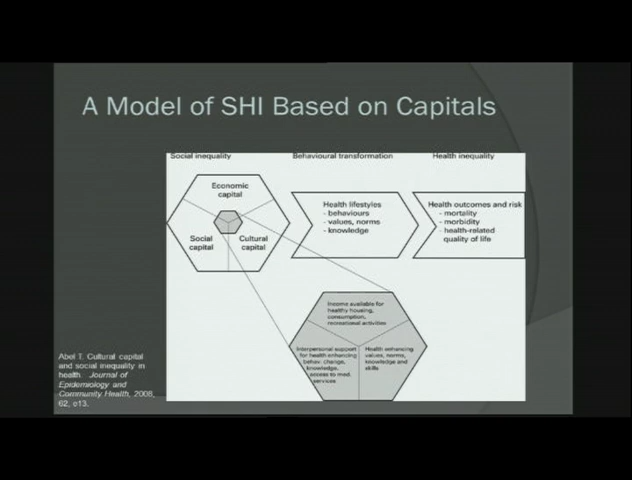 A Model of SHI Based on Capitals
Social inequality
Behavioural transformation
Health inequality
Economic
capital
Social
capital
Cultural
capital
Health lifestyles
- behaviours
- values, norms
- knowledge
Health outcomes and risk
- mortality
- morbidity
- health-related
quality of life
Income available for
healthy housing,
consumption,
recreational activities
Interpersonal support
for health enhancing
behav. change,
knowledge,
access to med.
services
Health enhancing
values, norms,
knowledge and
skills
Abel T. Cultural capital
and social inequality in
health. Journal of
Epidemiology and
Community Health, 2008,
62, e13.